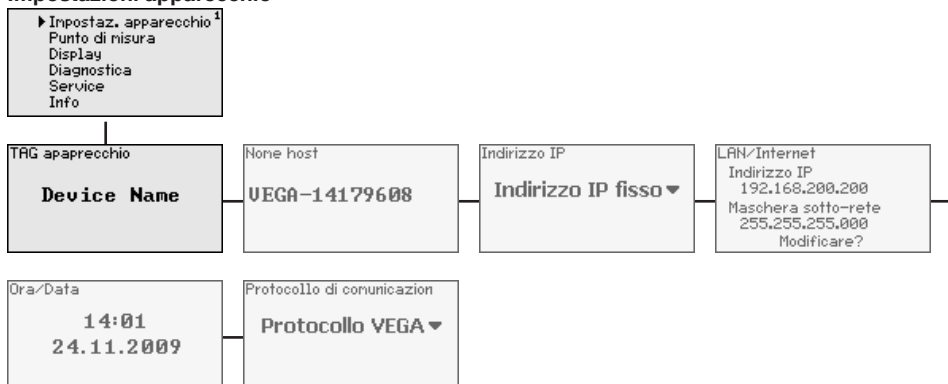 Impostazioni apparecchio
▶Impostaz. apparecchio 1
Punto di misura
Display
Diagnostica
Service
Info
TAG apaprecchio
Device Name
Nome host
VEGA-14179608
Indirizzo IP
Indirizzo IP fisso▼
LAN/Internet
Indirizzo IP
192.168.200.200
Maschera sotto-rete
255.255.255.000
Modificare?
Ora/Data
14:01
24.11.2009
Protocollo di comunicazion
Protocollo VEGA▼